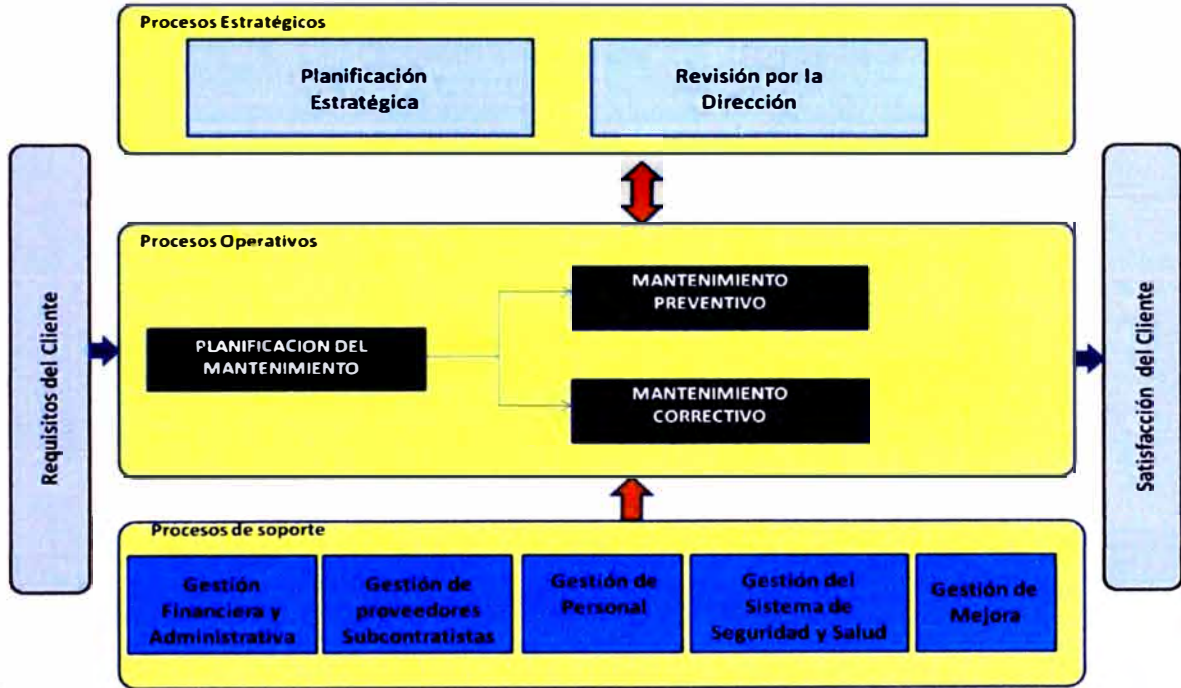 Procesos Estratégicos
Planificación
Estratégica
Revisión por la
Dirección
Requisitos del Cliente
Procesos Operativos
PLANIFICACION DEL
MANTENIMIENTO
MANTENIMIENTO
PREVENTIVO
MANTENIMIENTO
CORRECTIVO
Satisfacción del Cliente
Procesos de soporte
Gestión
Financiera y
Administrativa
Gestión de
proveedores
Subcontratistas
Gestión de
Personal
Gestión del
Sistema de
Seguridad y Salud
Gestión de
Mejora